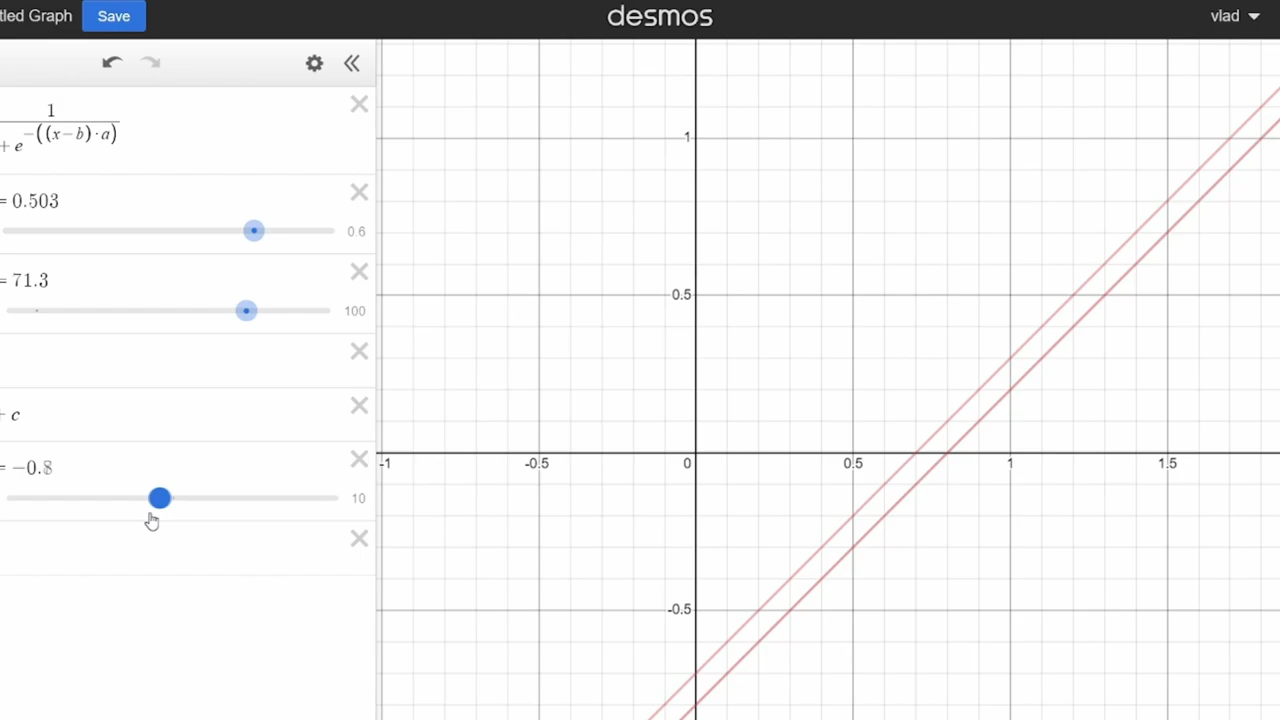 tled Graph Save desmos vlad
1
+ e^{-((x-b)·a)}
= 0.503
0.6
= 71.3
100
+ c
= −0.8
10
1
0.5
-1 -0.5 0 0.5 1 1.5
-0.5